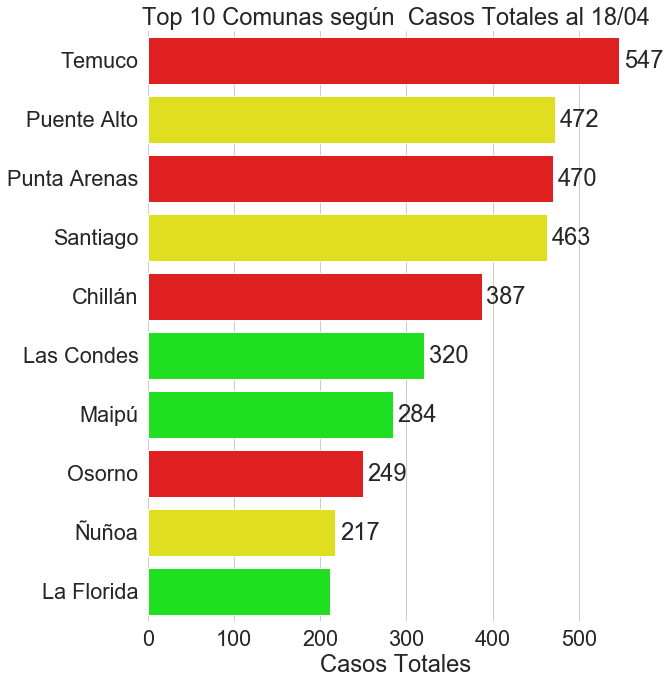 Top 10 Comunas según  Casos Totales al 18/04
Temuco 547
Puente Alto 472
Punta Arenas 470
Santiago 463
Chillán 387
Las Condes 320
Maipú 284
Osorno 249
Ñuñoa 217
La Florida
0 100 200 300 400 500
Casos Totales